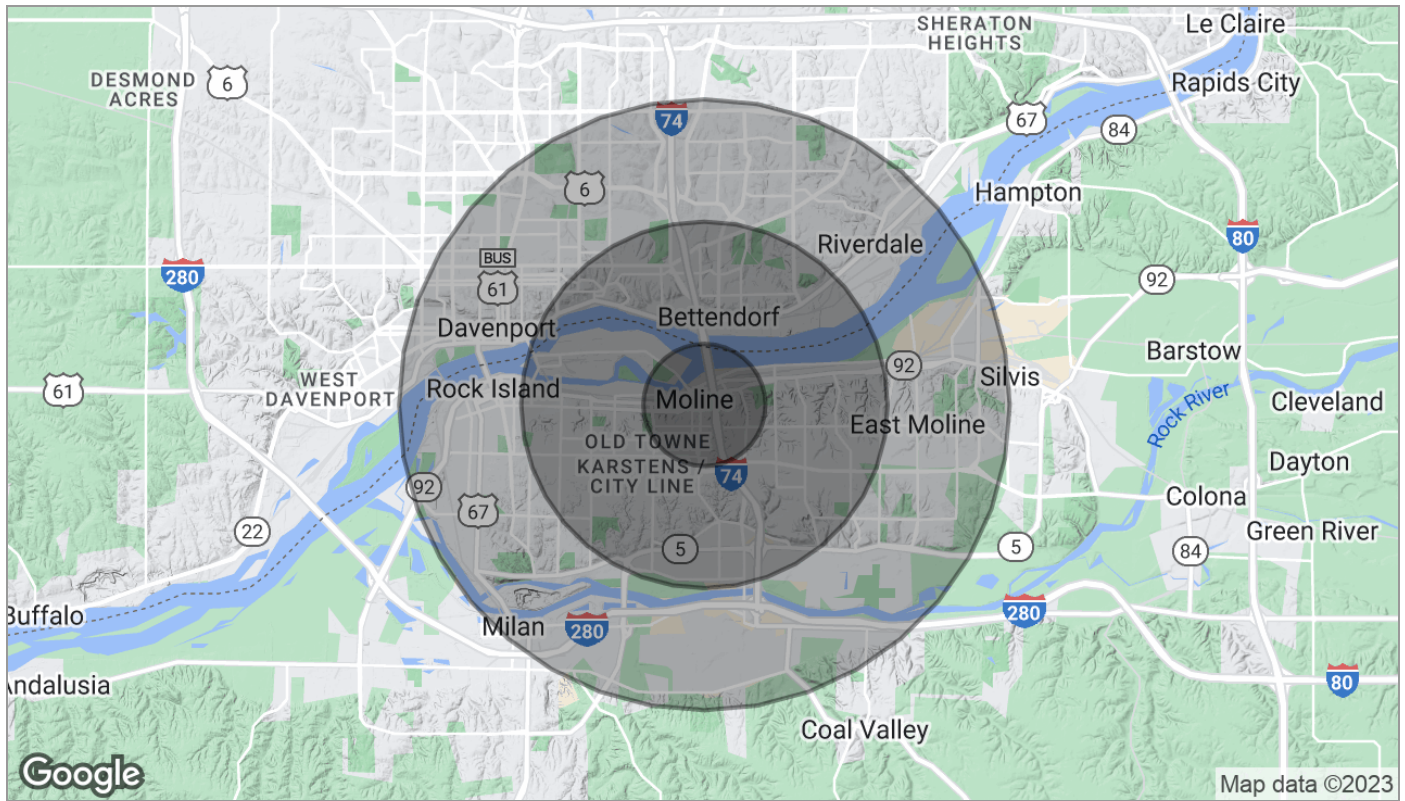 SHERATON
HEIGHTS
Le Claire
DESMOND
ACRES
6
Rapids City
67
74
84
6
Hampton
Riverdale
80
BUS
61
280
92
Davenport
Bettendorf
Barstow
WEST
DAVENPORT
61
Rock Island
Moline
92
Silvis
Rock River
Cleveland
East Moline
OLD TOWNE
KARSTENS /
CITY LINE
74
Dayton
92
Colona
67
22
Green River
5
5
84
Buffalo
Milan
280
280
Andalusia
80
Coal Valley
Google
Map data ©2023